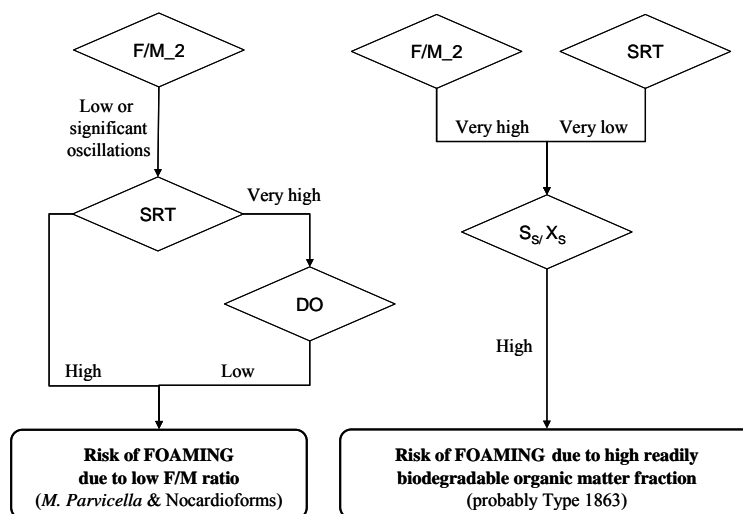 F/M_2
Low or
significant
oscillations
SRT
Very high
DO
High
Low
Risk of FOAMING
due to low F/M ratio
(M. Parvicella & Nocardioforms)
F/M_2
SRT
Very high
Very low
SS/ XS
High
Risk of FOAMING due to high readily
biodegradable organic matter fraction
(probably Type 1863)